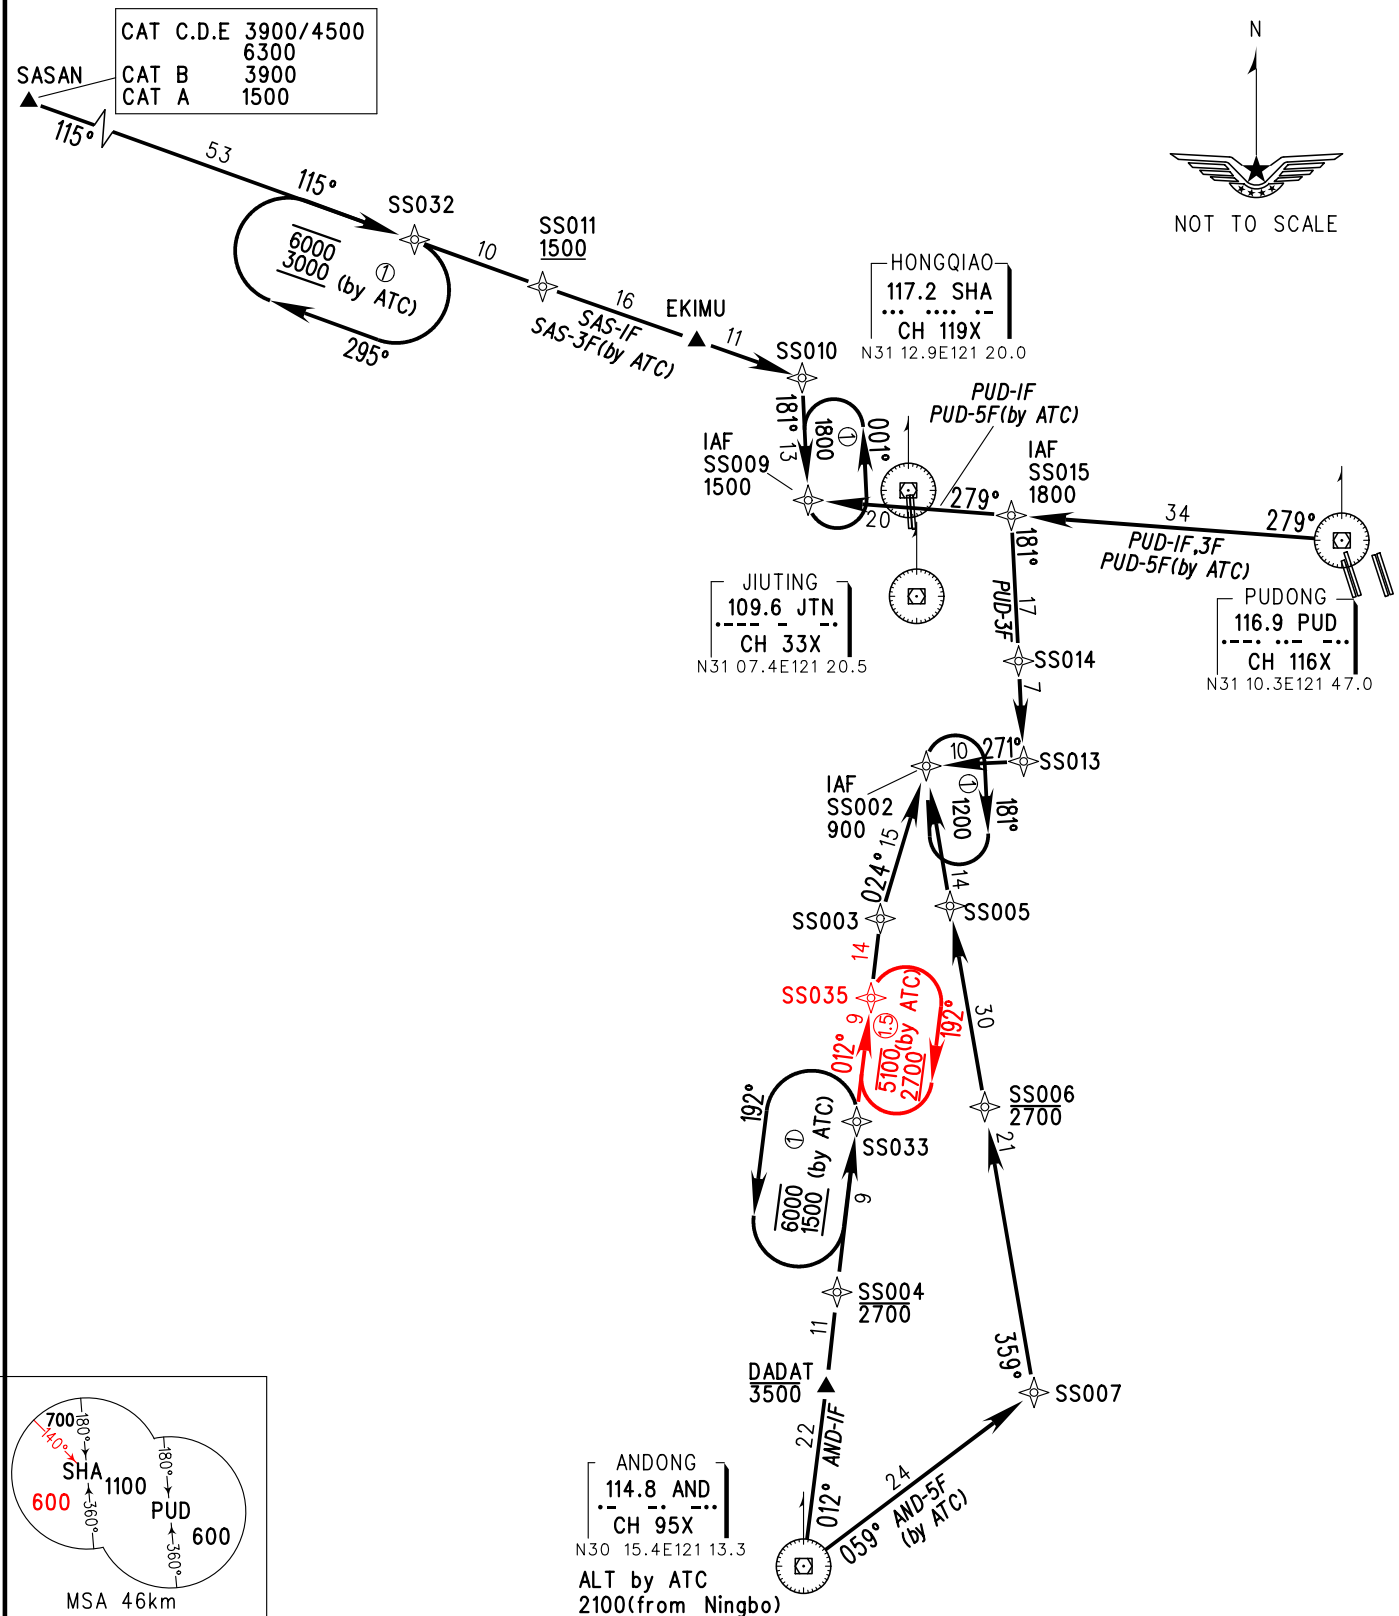 CAT C.D.E 3900/4500
6300
CAT B 3900
CAT A 1500
SASAN
115°
53
115°
SS032
6000
3000 (by ATC)
①
295°
10
SS011
1500
16
SAS-1F
SAS-3F(by ATC)
EKIMU
11
SS010
N
NOT TO SCALE
HONGQIAO
117.2 SHA
CH 119X
N31 12.9E121 20.0
181°
13
1800
①
001°
IAF
SS009
1500
PUD-1F
PUD-5F(by ATC)
20
279°
IAF
SS015
1800
34
279°
PUD-1F,3F
PUD-5F(by ATC)
JIUTING
109.6 JTN
CH 33X
N31 07.4E121 20.5
PUDONG
116.9 PUD
CH 116X
N31 10.3E121 47.0
181°
17
PUD-3F
SS014
7
SS013
271°
10
IAF
SS002
900
①
1200
181°
15
024°
14
SS003
SS005
14
SS035
9
012°
1.5
5100
2700
(by ATC)
192°
30
SS006
2700
192°
①
6000
1500 (by ATC)
SS033
9
21
SS004
2700
11
DADAT
3500
359°
SS007
22
012° AND-1F
24
059° AND-5F
(by ATC)
ANDONG
114.8 AND
CH 95X
N30 15.4E121 13.3
ALT by ATC
2100(from Ningbo)
700
180°
140°
180°
SHA
1100
600
360°
PUD
600
360°
MSA 46km